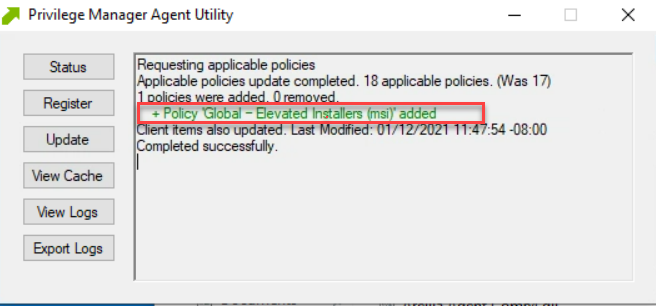 Privilege Manager Agent Utility
Status
Register
Update
View Cache
View Logs
Export Logs
Requesting applicable policies
Applicable policies update completed. 18 applicable policies. (Was 17)
1 policies were added, 0 removed.
+ Policy 'Global - Elevated Installers (msi)' added
Client items also updated. Last Modified: 01/12/2021 11:47:54 -08:00
Completed successfully.